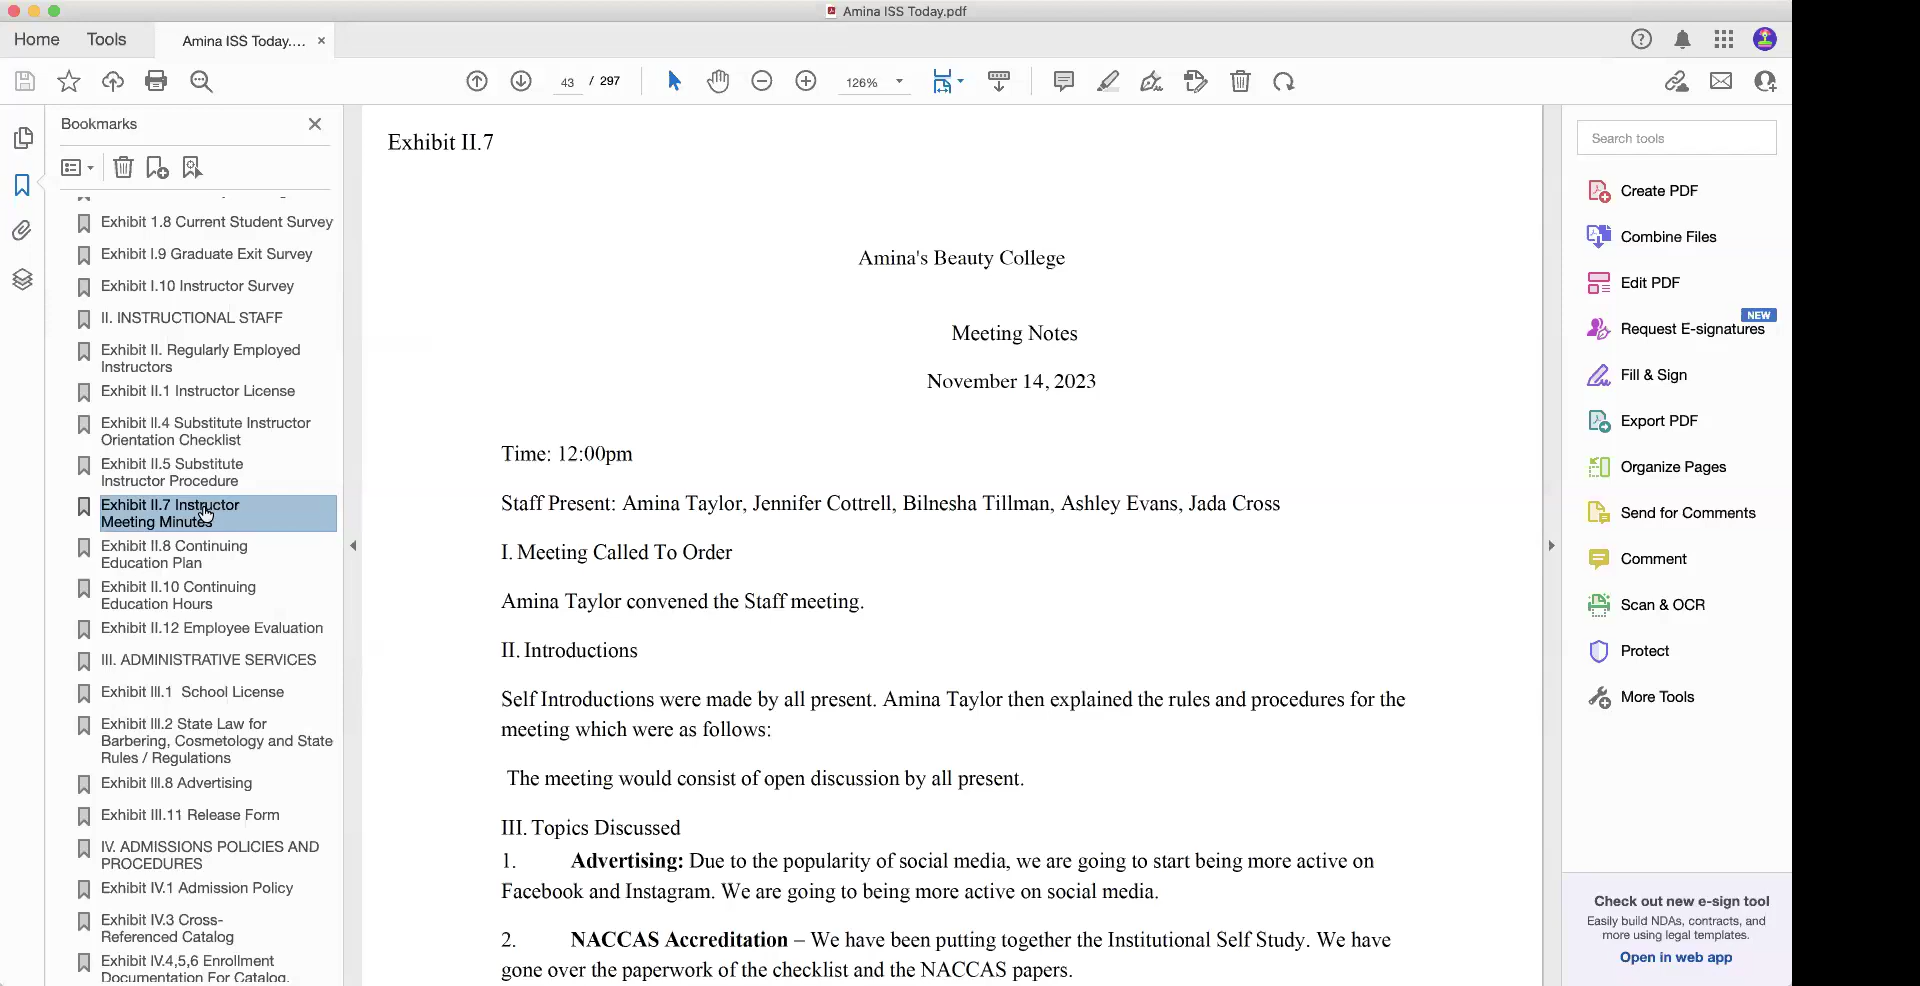 Amina ISS Today.pdf
Home
Tools
Amina ISS Today....
43 / 297
126%
Bookmarks
Exhibit 1.8 Current Student Survey
Exhibit I.9 Graduate Exit Survey
Exhibit I.10 Instructor Survey
II. INSTRUCTIONAL STAFF
Exhibit II. Regularly Employed
Instructors
Exhibit II.1 Instructor License
Exhibit II.4 Substitute Instructor
Orientation Checklist
Exhibit II.5 Substitute
Instructor Procedure
Exhibit II.7 Instructor
Meeting Minutes
Exhibit II.8 Continuing
Education Plan
Exhibit II.10 Continuing
Education Hours
Exhibit II.12 Employee Evaluation
III. ADMINISTRATIVE SERVICES
Exhibit III.1 School License
Exhibit III.2 State Law for
Barbering, Cosmetology and State
Rules / Regulations
Exhibit III.8 Advertising
Exhibit III.11 Release Form
IV. ADMISSIONS POLICIES AND
PROCEDURES
Exhibit IV.1 Admission Policy
Exhibit IV.3 Cross-
Referenced Catalog
Exhibit IV.4,5,6 Enrollment
Documentation For Catalog,
Exhibit II.7
Amina's Beauty College
Meeting Notes
November 14, 2023
Time: 12:00pm
Staff Present: Amina Taylor, Jennifer Cottrell, Bilnesha Tillman, Ashley Evans, Jada Cross
I. Meeting Called To Order
Amina Taylor convened the Staff meeting.
II. Introductions
Self Introductions were made by all present. Amina Taylor then explained the rules and procedures for the
meeting which were as follows:
The meeting would consist of open discussion by all present.
III. Topics Discussed
1. Advertising: Due to the popularity of social media, we are going to start being more active on
Facebook and Instagram. We are going to being more active on social media.
2. NACCAS Accreditation – We have been putting together the Institutional Self Study. We have
gone over the paperwork of the checklist and the NACCAS papers.
Search tools
Create PDF
Combine Files
Edit PDF
NEW
Request E-signatures
Fill & Sign
Export PDF
Organize Pages
Send for Comments
Comment
Scan & OCR
Protect
More Tools
Check out new e-sign tool
Easily build NDAs, contracts, and
more using legal templates.
Open in web app